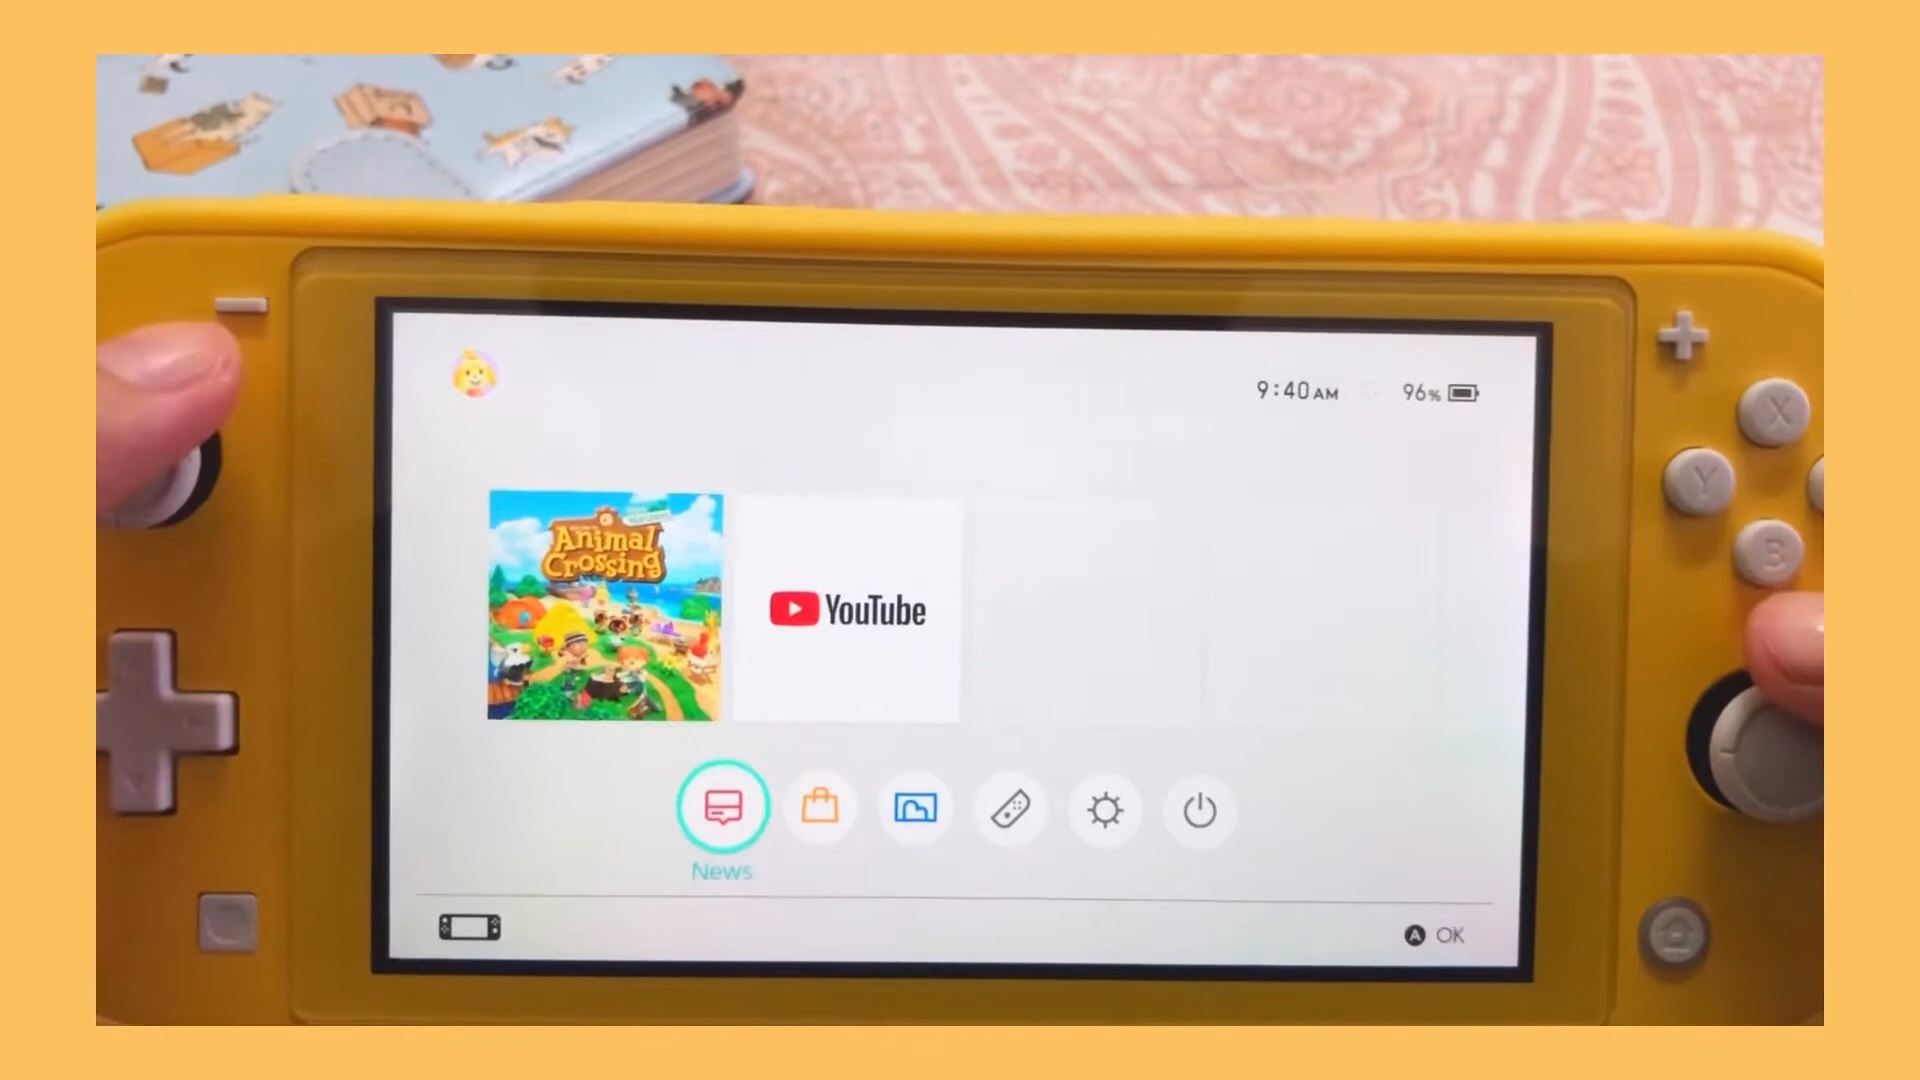 9:40 AM 96%
Animal
Crossing
YouTube
News
A OK
X
Y
B